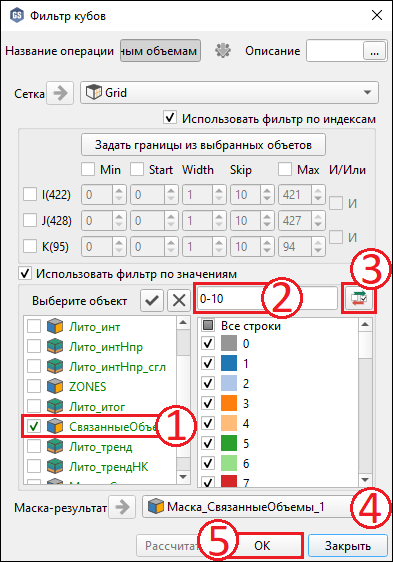 GS Фильтр кубов
Название операции ным объемам Описание ...
Сетка Grid
Использовать фильтр по индексам
Задать границы из выбранных объетов
Min Start Width Skip Max И/Или
I(422) 0 0 1 10 421
И
J(428) 0 0 1 10 427
И
K(95) 0 0 1 10 94
Использовать фильтр по значениям
3
Выберите объект 0-10 2
Лито_инт
Лито_интНпр
Лито_интНпр_сгл
ZONES
Лито_итог
СвязанныеОбъе 1
Лито_тренд
Лито_трендНК
Все строки
0
1
2
3
4
5
6
7
Маска-результат Маска_СвязанныеОбъемы_1 4
Рассчитат 5 ОК Закрыть